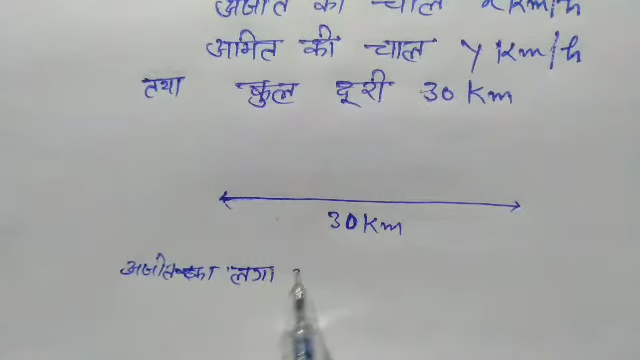 अजीत की चाल x Km/h
अमित की चाल y Km/h
तथा कुल दूरी 30 Km
30 Km
अजीत का लगा